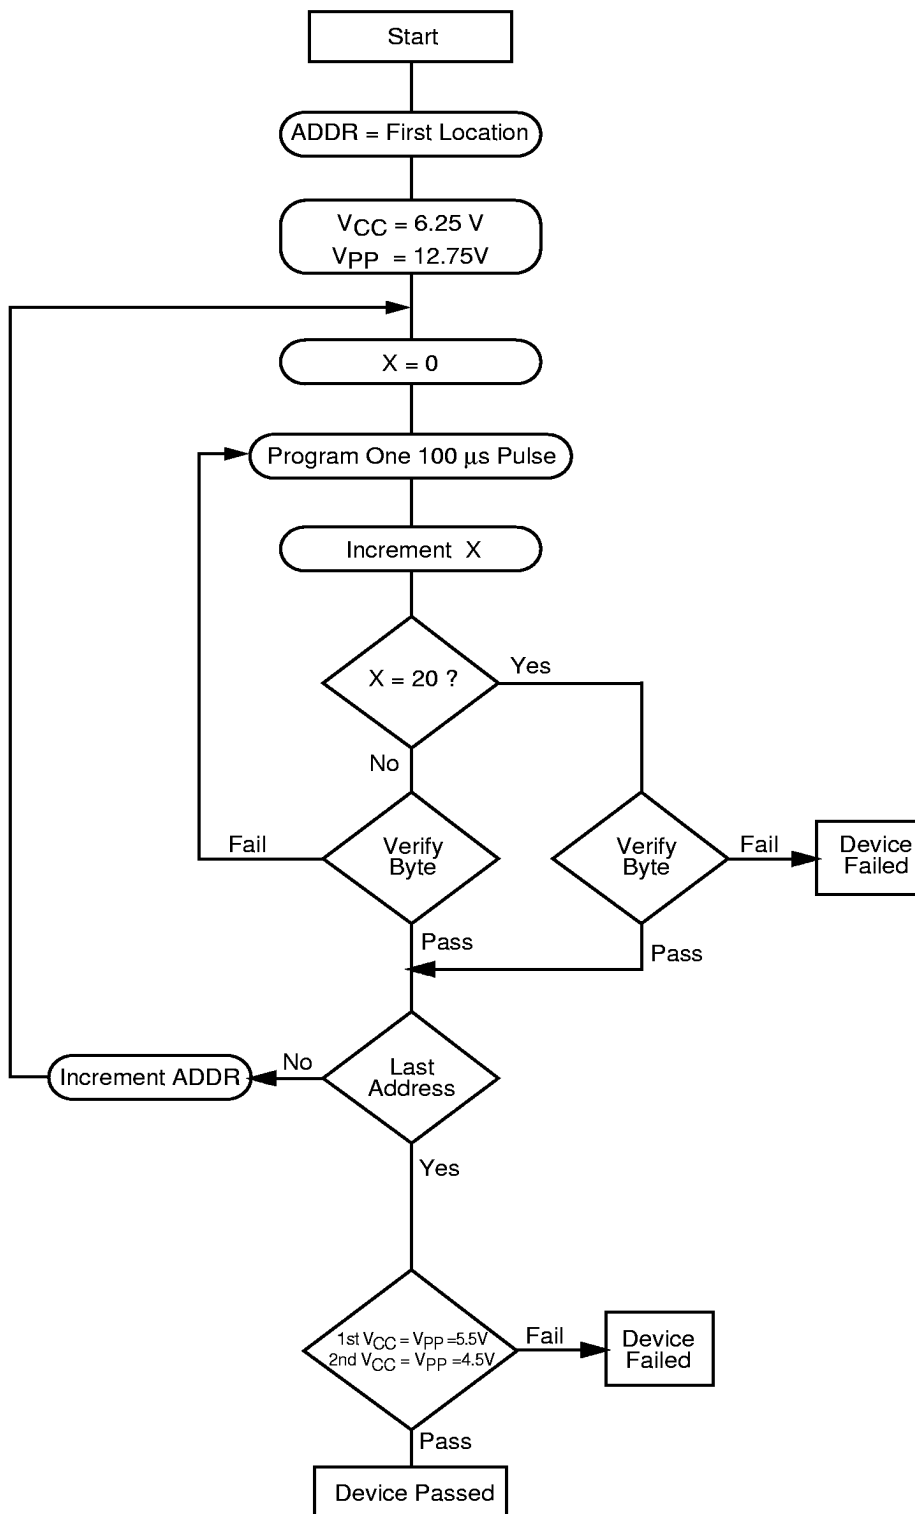 Start
ADDR = First Location
VCC = 6.25 V
VPP = 12.75V
X = 0
Program One 100 µs Pulse
Increment X
X = 20 ?
Yes
No
Verify
Byte
Fail
Verify
Byte
Fail
Device
Failed
Pass
Pass
Last
Address
No
Increment ADDR
Yes
1st VCC = VPP =5.5V
2nd VCC = VPP =4.5V
Fail
Device
Failed
Pass
Device Passed